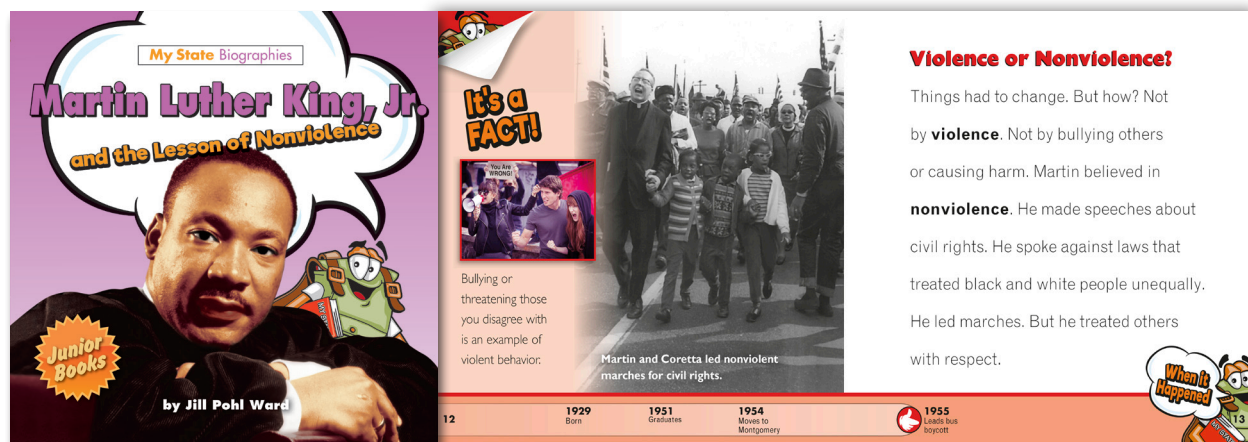 My State Biographies
Martin Luther King, Jr.
and the Lesson of Nonviolence
Junior
Books
by Jill Pohl Ward
It's a
FACT!
You Are
WRONG!
Bullying or
threatening those
you disagree with
is an example of
violent behavior.
Martin and Coretta led nonviolent
marches for civil rights.
Violence or Nonviolence?
Things had to change. But how? Not
by violence. Not by bullying others
or causing harm. Martin believed in
nonviolence. He made speeches about
civil rights. He spoke against laws that
treated black and white people unequally.
He led marches. But he treated others
with respect.
When it
Happened
12
1929
Born
1951
Graduates
1954
Moves to
Montgomery
1955
Leads bus
boycott
13